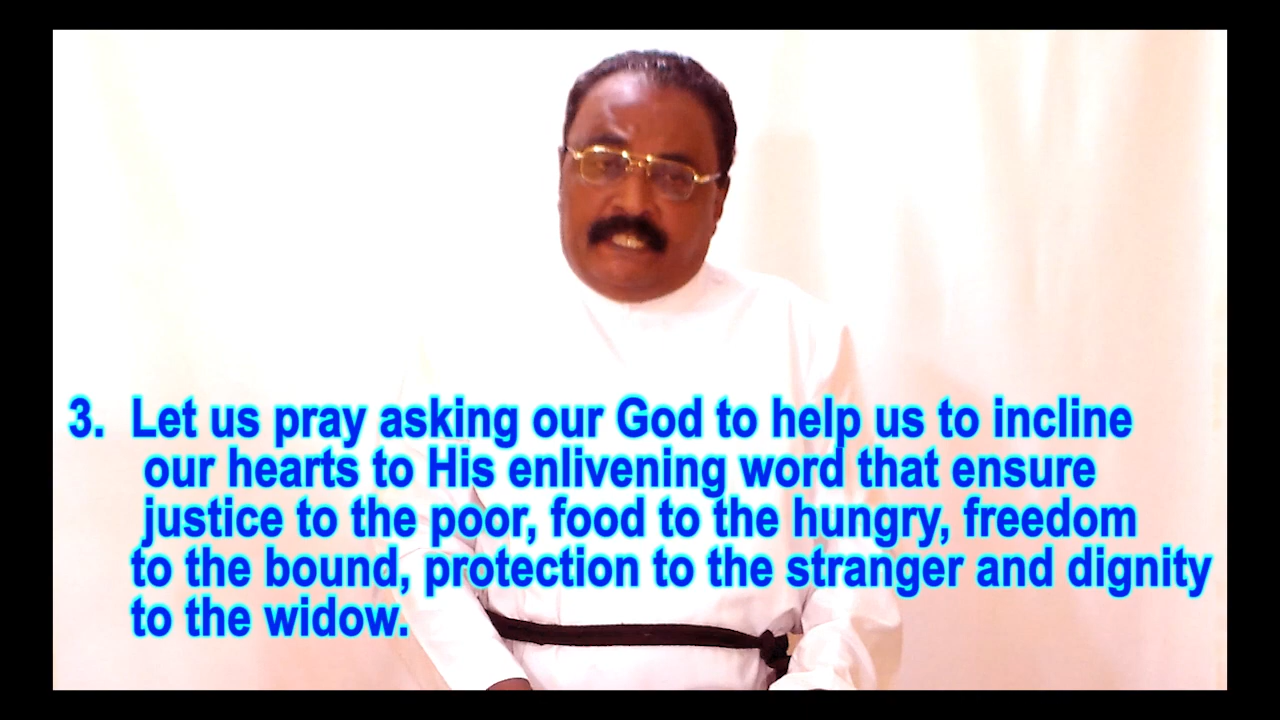 3. Let us pray asking our God to help us to incline
our hearts to His enlivening word that ensure
justice to the poor, food to the hungry, freedom
to the bound, protection to the stranger and dignity
to the widow.